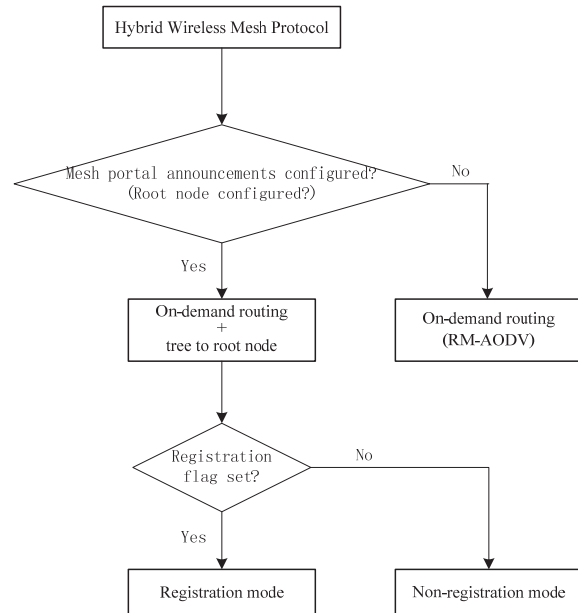 Hybrid Wireless Mesh Protocol
Mesh portal announcements configured?
(Root node configured?)
No
Yes
On-demand routing
+
tree to root node
On-demand routing
(RM-AODV)
Registration
flag set?
No
Yes
Registration mode
Non-registration mode